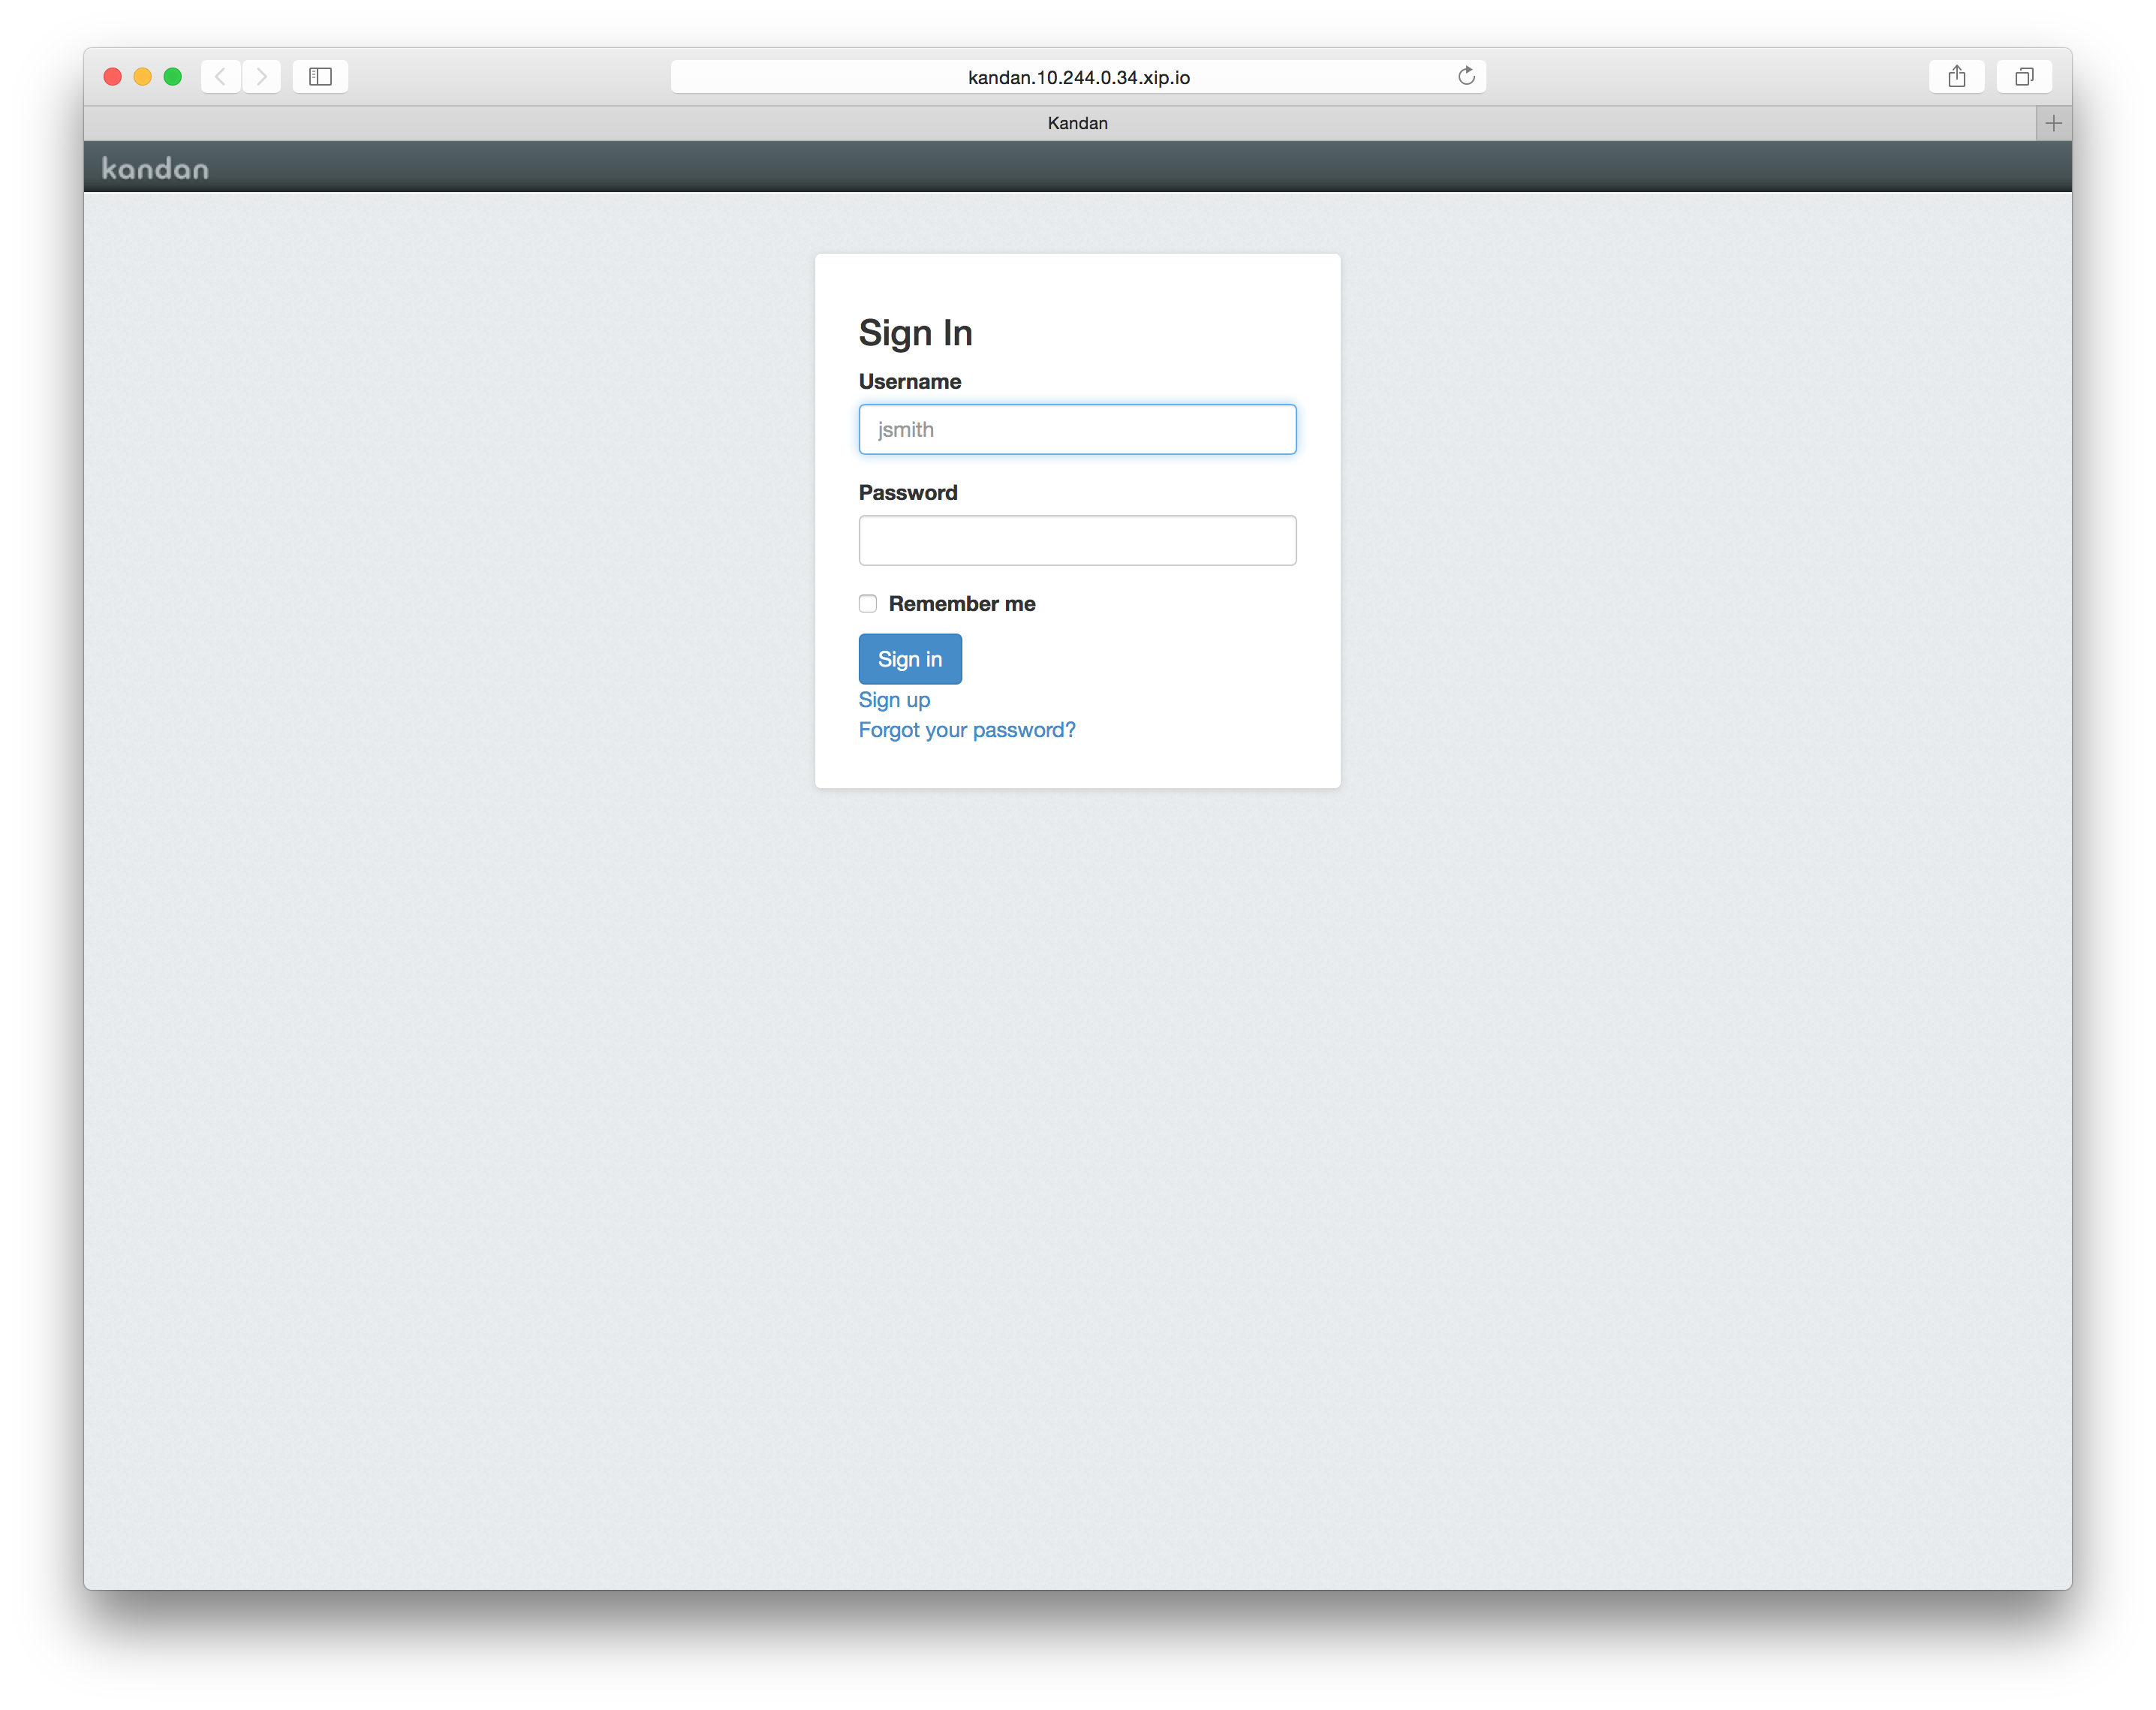 kandan.10.244.0.34.xip.io
Kandan
kandan
Sign In
Username
jsmith
Password
Remember me
Sign in
Sign up
Forgot your password?